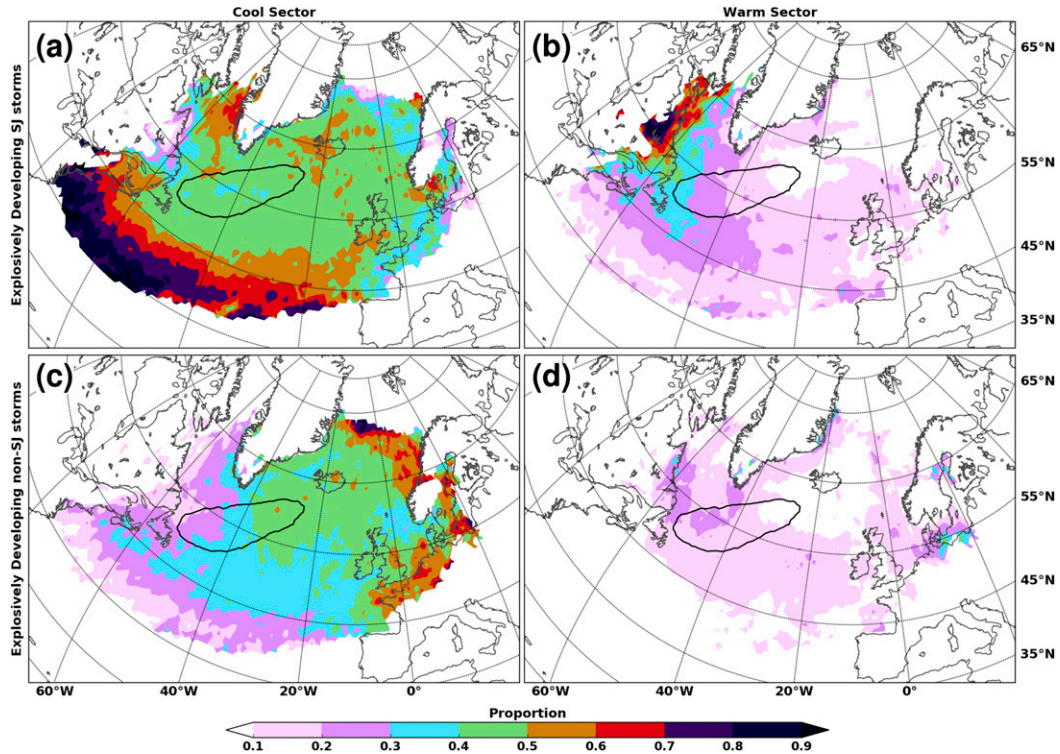 Cool Sector
Warm Sector
Explosively Developing SJ storms
(a)
(b)
65°N
55°N
45°N
35°N
Explosively Developing non-SJ storms
(c)
(d)
65°N
55°N
45°N
35°N
60°W 40°W 20°W 0°
60°W 40°W 20°W 0°
Proportion
0.1 0.2 0.3 0.4 0.5 0.6 0.7 0.8 0.9